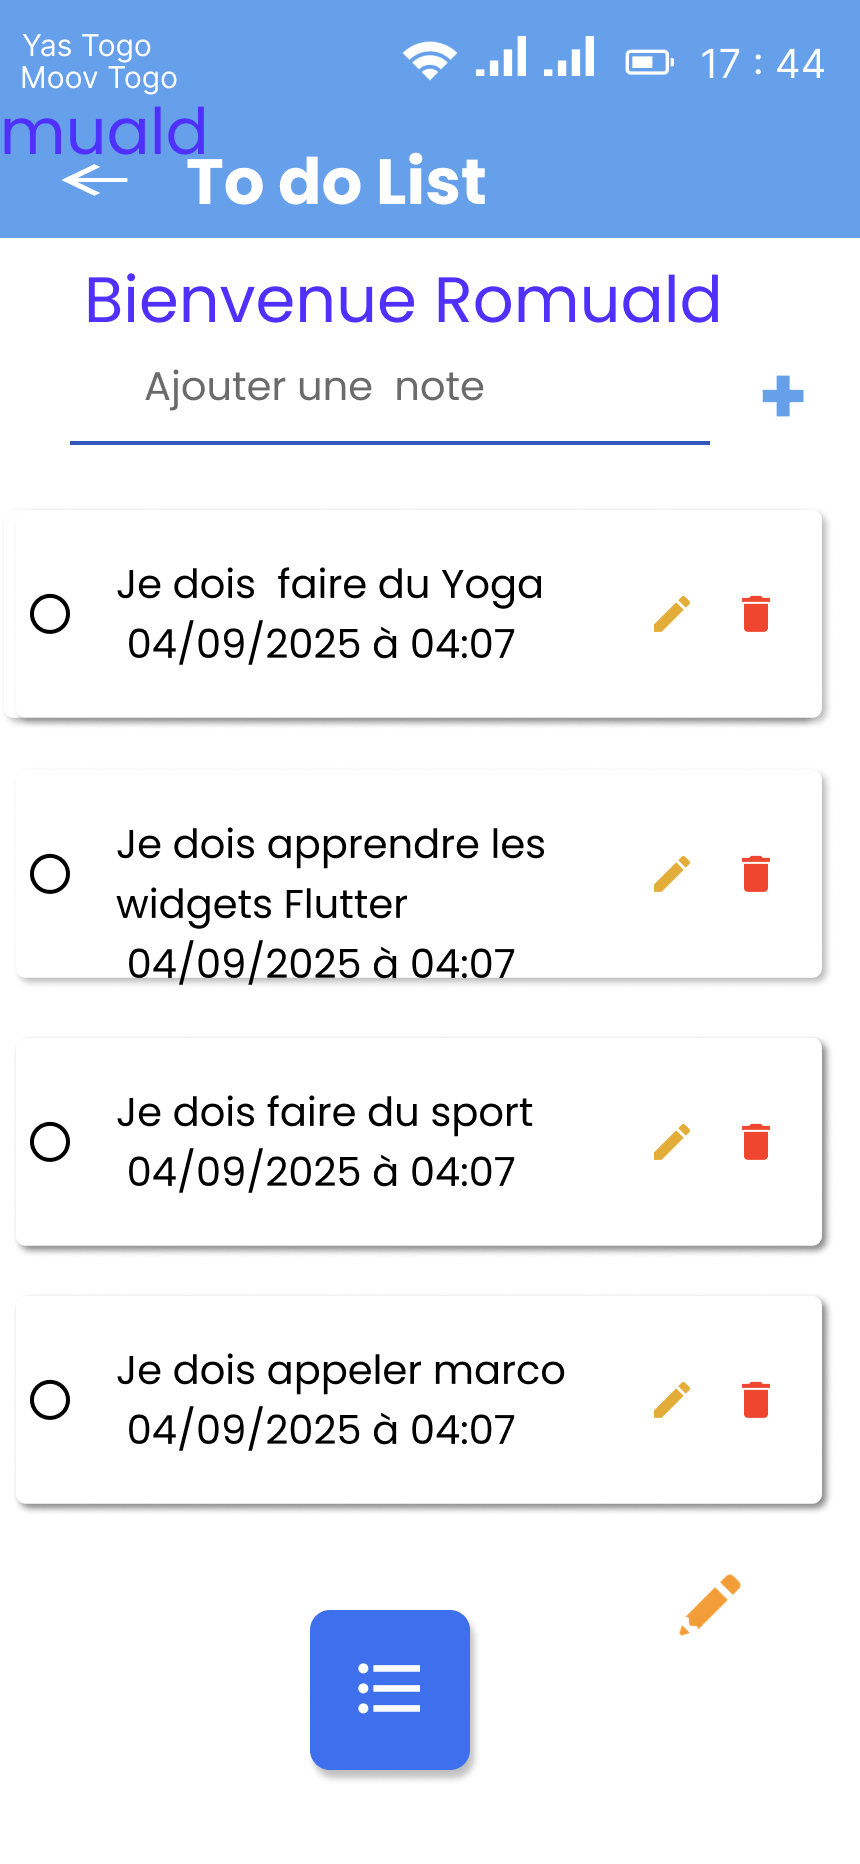 Yas Togo
Moov Togo
17 : 44
muald
To do List
Bienvenue Romuald
Ajouter une  note
Je dois  faire du Yoga
04/09/2025 à 04:07
Je dois apprendre les
widgets Flutter
04/09/2025 à 04:07
Je dois faire du sport
04/09/2025 à 04:07
Je dois appeler marco
04/09/2025 à 04:07